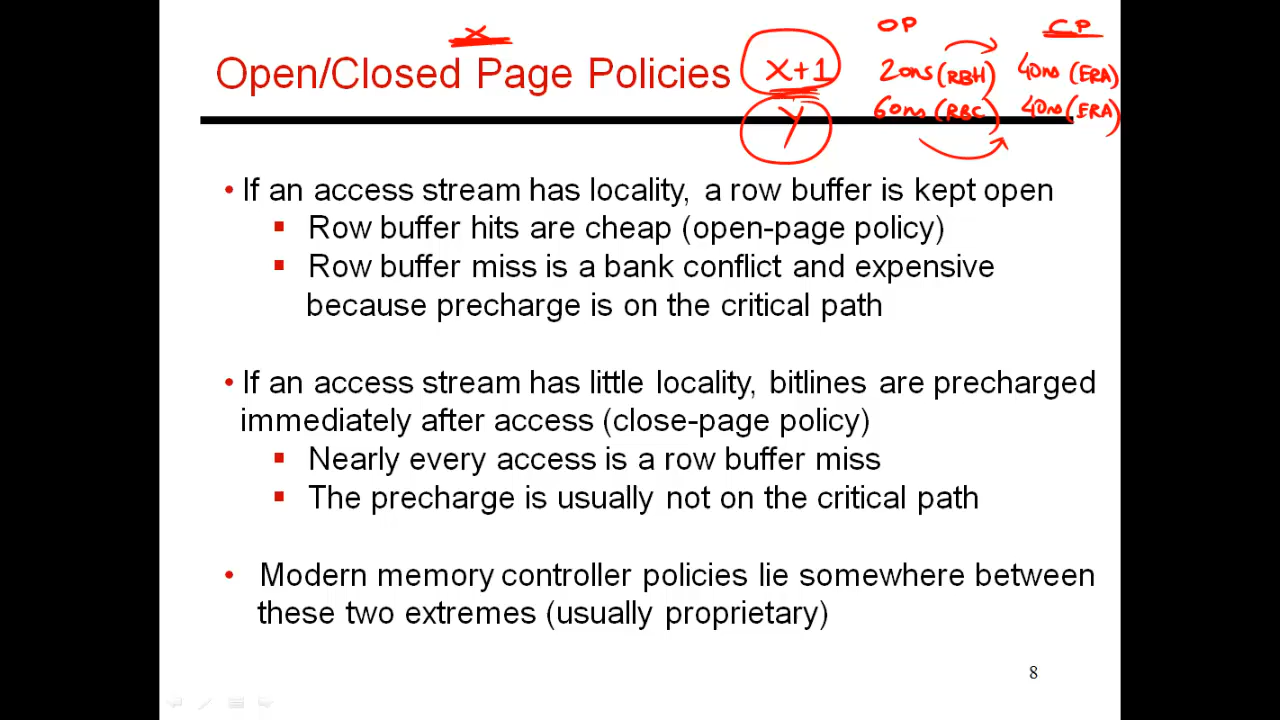 x
OP
CP
Open/Closed Page Policies
x+1
20ns (RBH)
40ns (ERA)
Y
60ns (RBC)
40ns (ERA)
• If an access stream has locality, a row buffer is kept open
▪ Row buffer hits are cheap (open-page policy)
▪ Row buffer miss is a bank conflict and expensive
because precharge is on the critical path
• If an access stream has little locality, bitlines are precharged
immediately after access (close-page policy)
▪ Nearly every access is a row buffer miss
▪ The precharge is usually not on the critical path
• Modern memory controller policies lie somewhere between
these two extremes (usually proprietary)
8